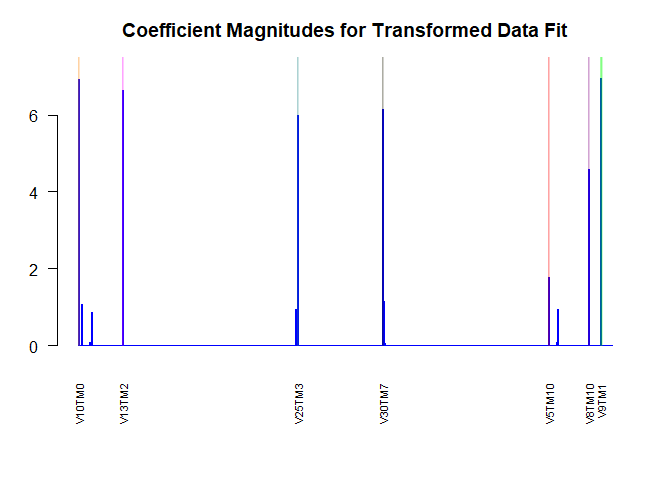 Coefficient Magnitudes for Transformed Data Fit
6
4
2
0
V10TM0
V13TM2
V25TM3
V30TM7
V5TM10
V8TM10
V9TM1